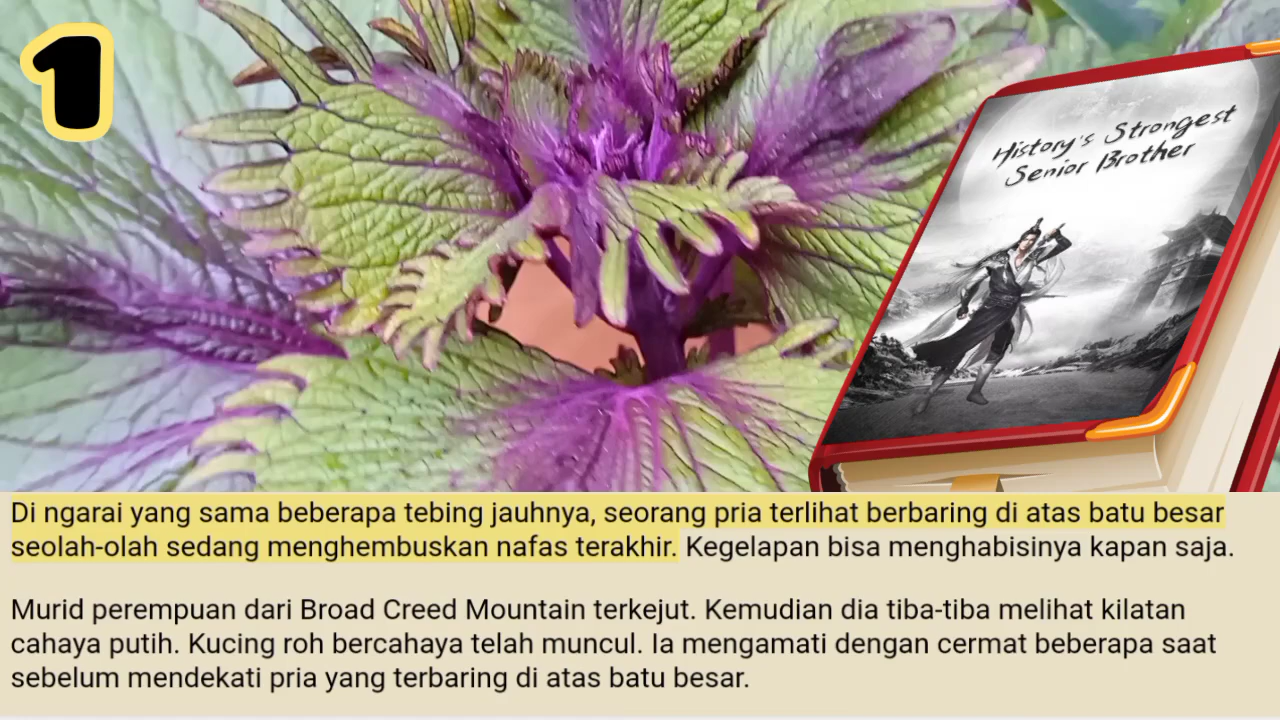 1
History's Strongest
Senior Brother
Di ngarai yang sama beberapa tebing jauhnya, seorang pria terlihat berbaring di atas batu besar
seolah-olah sedang menghembuskan nafas terakhir. Kegelapan bisa menghabisinya kapan saja.
Murid perempuan dari Broad Creed Mountain terkejut. Kemudian dia tiba-tiba melihat kilatan
cahaya putih. Kucing roh bercahaya telah muncul. Ia mengamati dengan cermat beberapa saat
sebelum mendekati pria yang terbaring di atas batu besar.